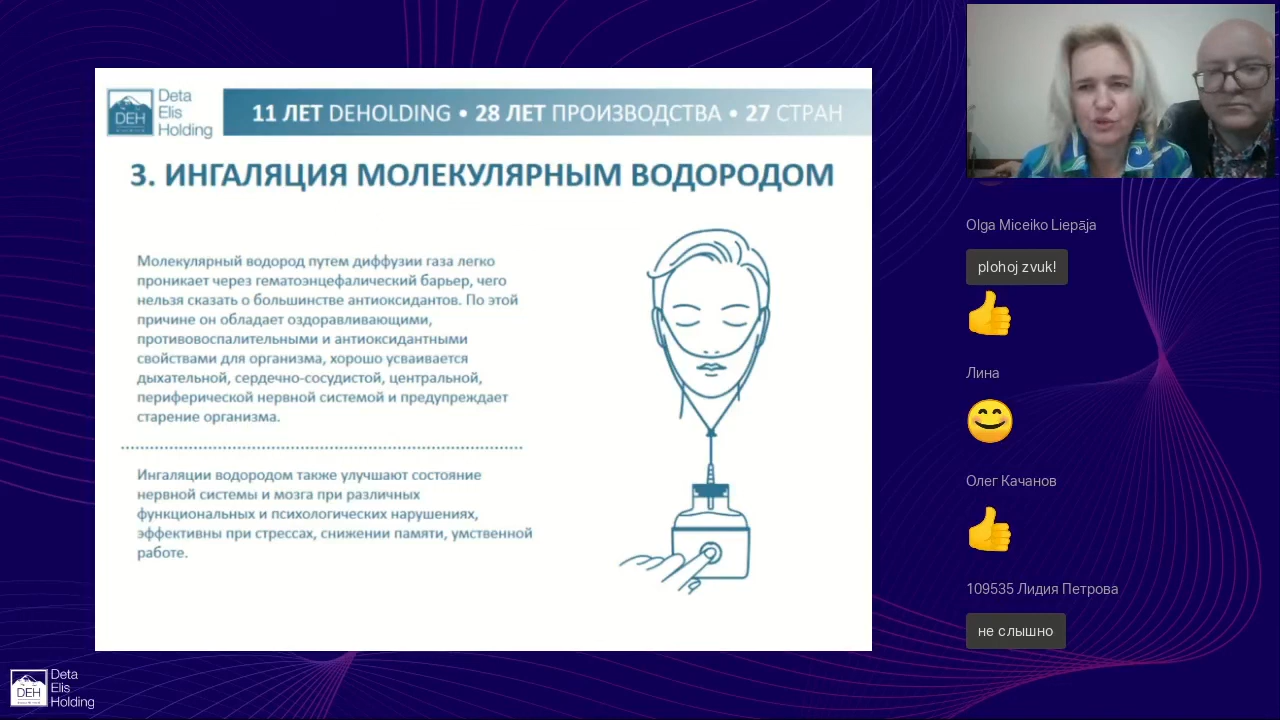 Deta
Elis
Holding
DEH
11 ЛЕТ DEHOLDING • 28 ЛЕТ ПРОИЗВОДСТВА • 27 СТРАН
3. ИНГАЛЯЦИЯ МОЛЕКУЛЯРНЫМ ВОДОРОДОМ
Молекулярный водород путем диффузии газа легко
проникает через гематоэнцефалический барьер, чего
нельзя сказать о большинстве антиоксидантов. По этой
причине он обладает оздоравливающими,
противовоспалительными и антиоксидантными
свойствами для организма, хорошо усваивается
дыхательной, сердечно-сосудистой, центральной,
периферической нервной системой и предупреждает
старение организма.
Ингаляции водородом также улучшают состояние
нервной системы и мозга при различных
функциональных и психологических нарушениях,
эффективны при стрессах, снижении памяти, умственной
работе.
Olga Miceiko Liepāja
plohoj zvuk!
Лина
Олег Качанов
109535 Лидия Петрова
не слышно
Deta
Elis
Holding
DEH